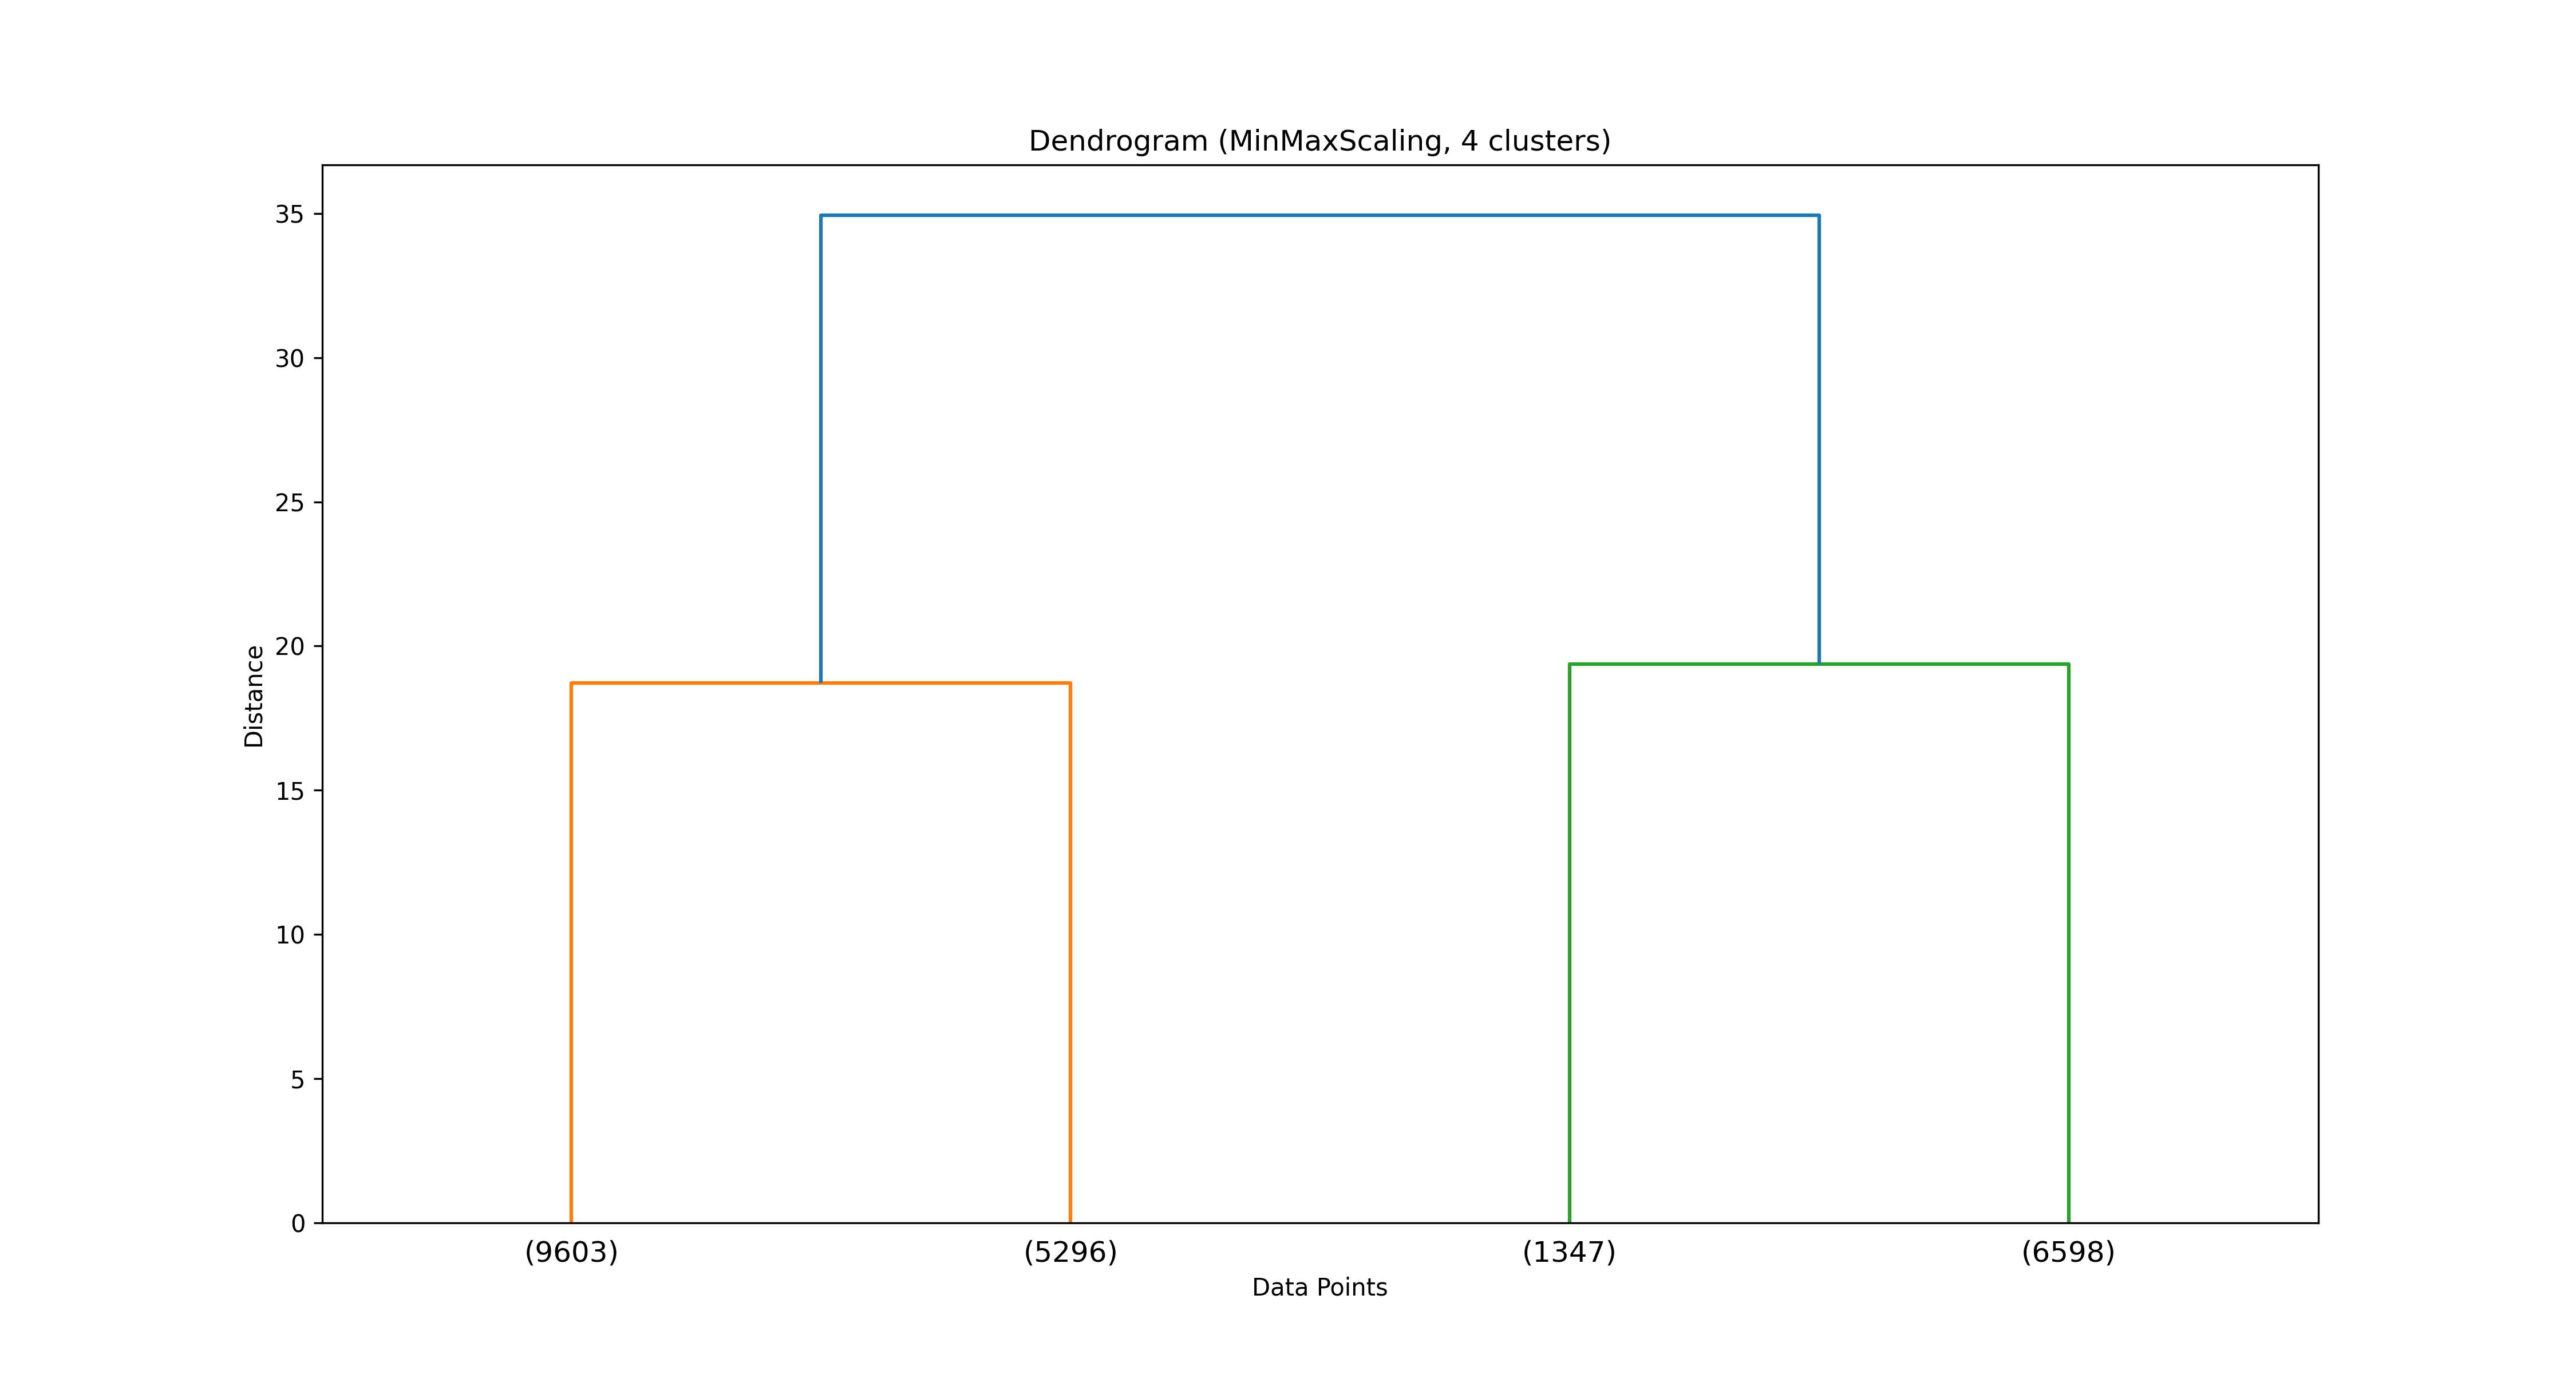 Dendrogram (MinMaxScaling, 4 clusters)
35
30
25
20
15
10
5
0
Distance
(9603) (5296) (1347) (6598)
Data Points